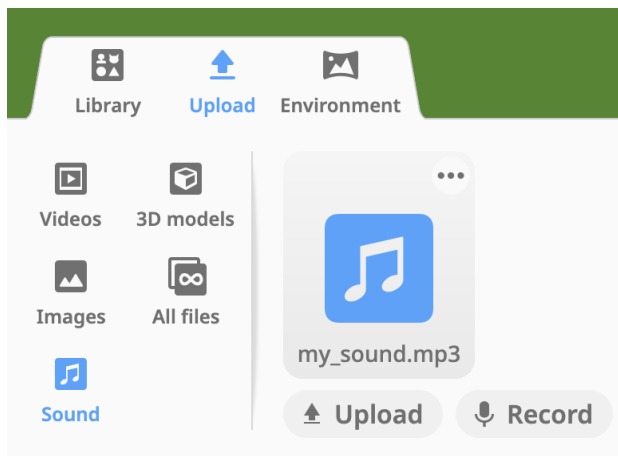 Library Upload Environment
Videos 3D models
Images All files
Sound
my_sound.mp3
Upload Record